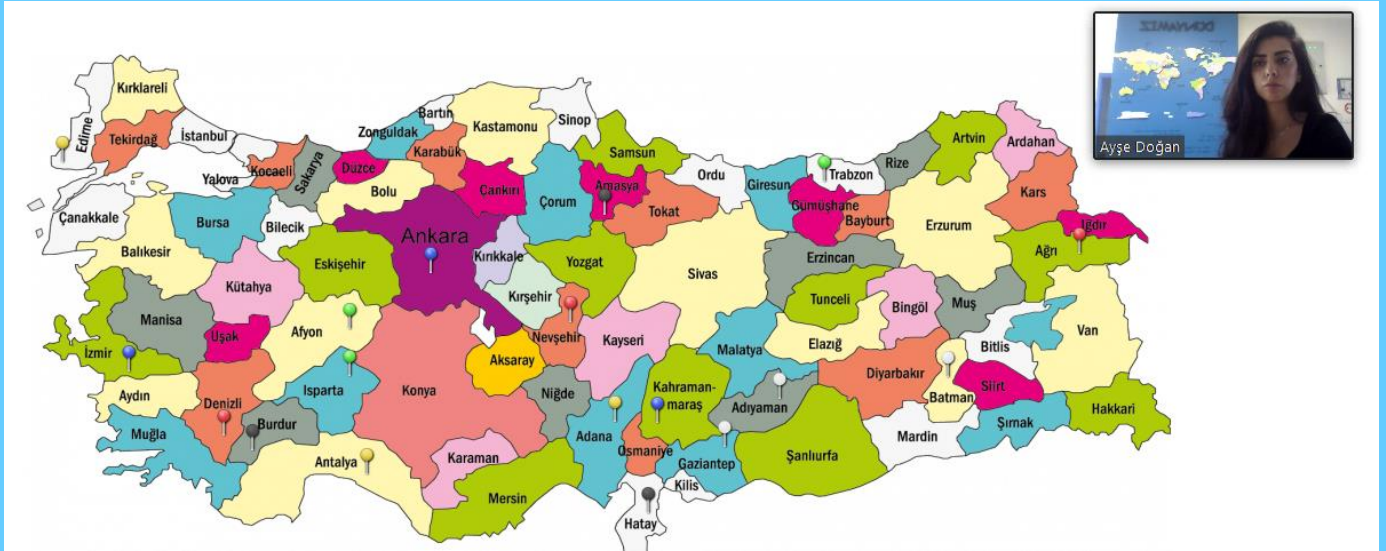 DÜNYAMIZ
Ayşe Doğan
Kırklareli
Edirne
Tekirdağ
İstanbul
Yalova
Kocaeli
Sakarya
Düzce
Zonguldak
Bartın
Karabük
Kastamonu
Sinop
Samsun
Bolu
Çankırı
Çorum
Amasya
Tokat
Ordu
Giresun
Trabzon
Gümüşhane
Bayburt
Rize
Artvin
Ardahan
Kars
Iğdır
Ağrı
Erzurum
Erzincan
Çanakkale
Balıkesir
Bursa
Bilecik
Eskişehir
Ankara
Kırıkkale
Kırşehir
Yozgat
Sivas
Tunceli
Bingöl
Muş
Bitlis
Van
Kütahya
Manisa
Uşak
Afyon
İzmir
Aydın
Denizli
Isparta
Burdur
Muğla
Antalya
Konya
Aksaray
Nevşehir
Niğde
Kayseri
Karaman
Mersin
Adana
Kahraman-
maraş
Osmaniye
Hatay
Kilis
Gaziantep
Adıyaman
Malatya
Elazığ
Diyarbakır
Şanlıurfa
Mardin
Batman
Siirt
Şırnak
Hakkari